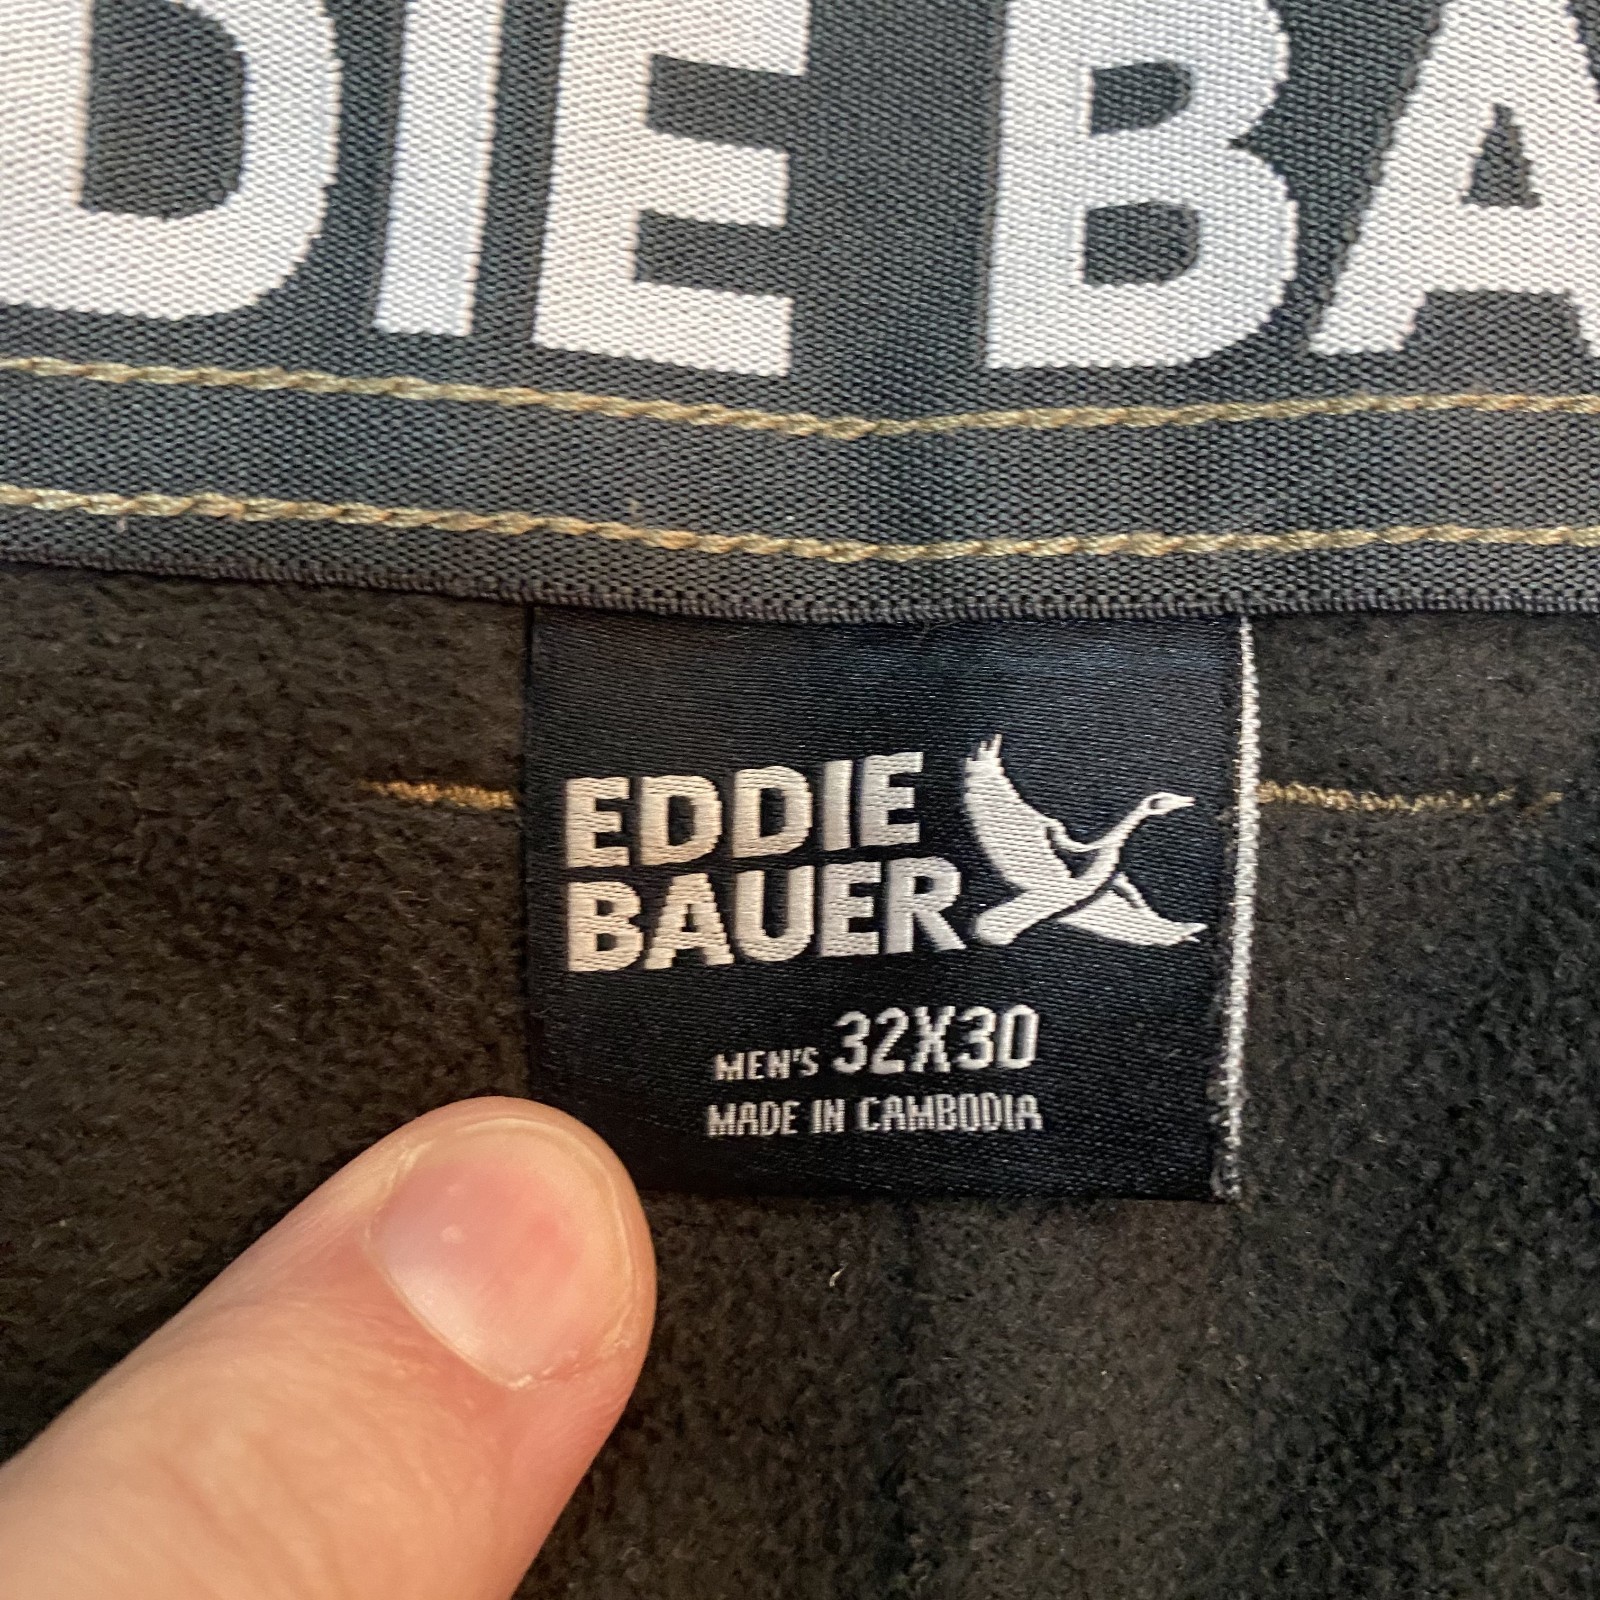 DIE BA
EDDIE
BAUER
MEN'S 32X30
MADE IN CAMBODIA